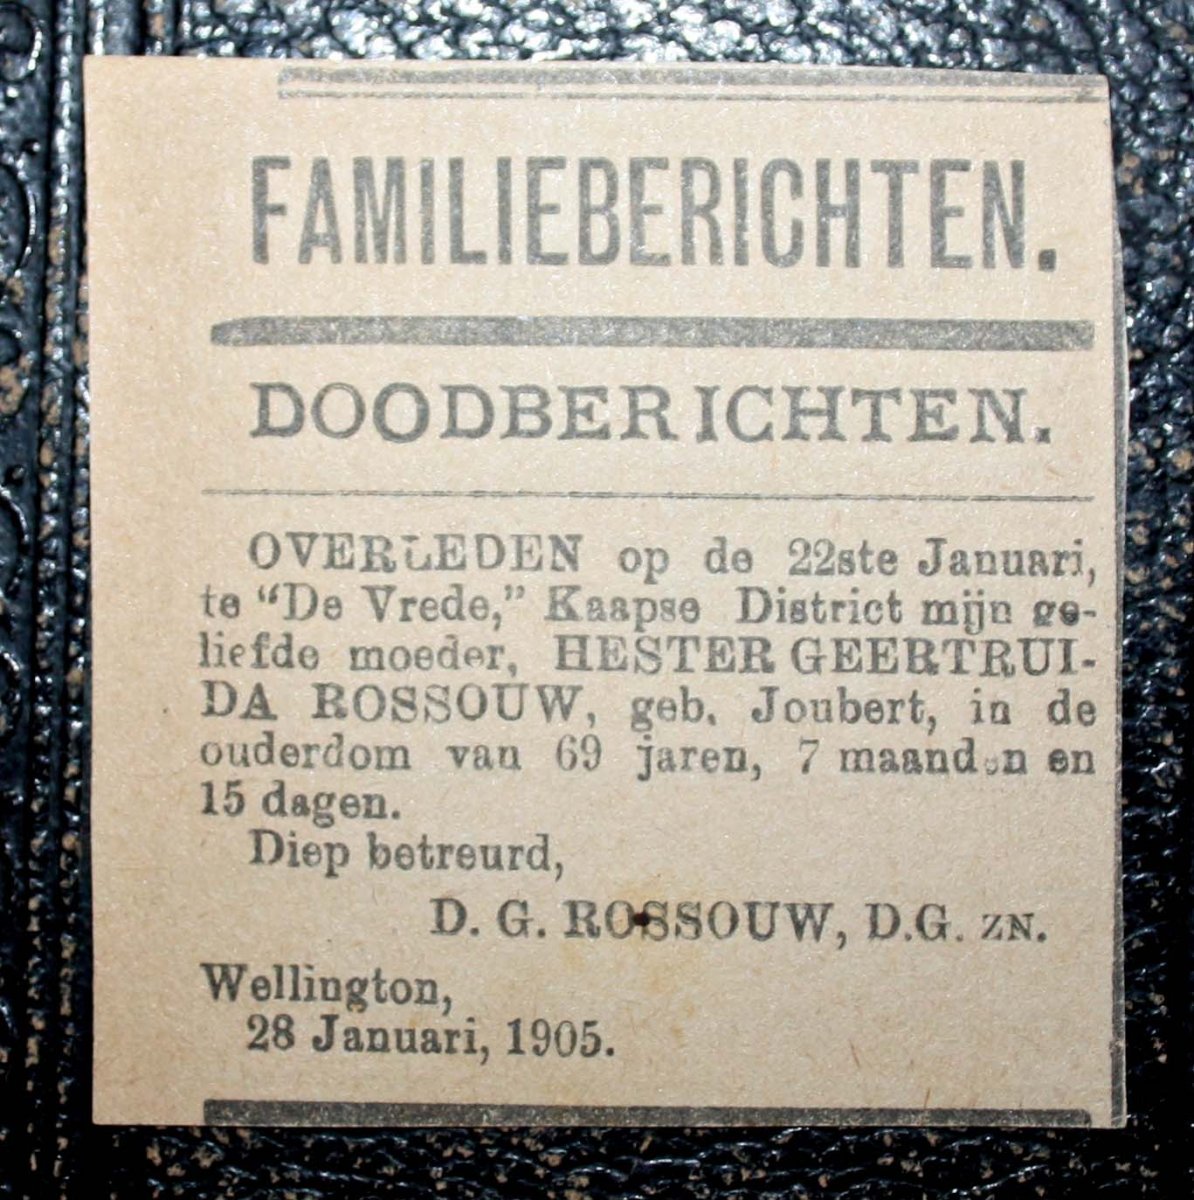 FAMILIEBERICHTEN.
DOODBERICHTEN.
OVERLEDEN op de 22ste Januari,
te "De Vrede," Kaapse District mijn ge-
liefde moeder, HESTER GEERTRUI-
DA ROSSOUW, geb. Joubert, in de
ouderdom van 69 jaren, 7 maanden en
15 dagen.
Diep betreurd,
D. G. ROSSOUW, D.G. ZN.
Wellington,
28 Januari, 1905.